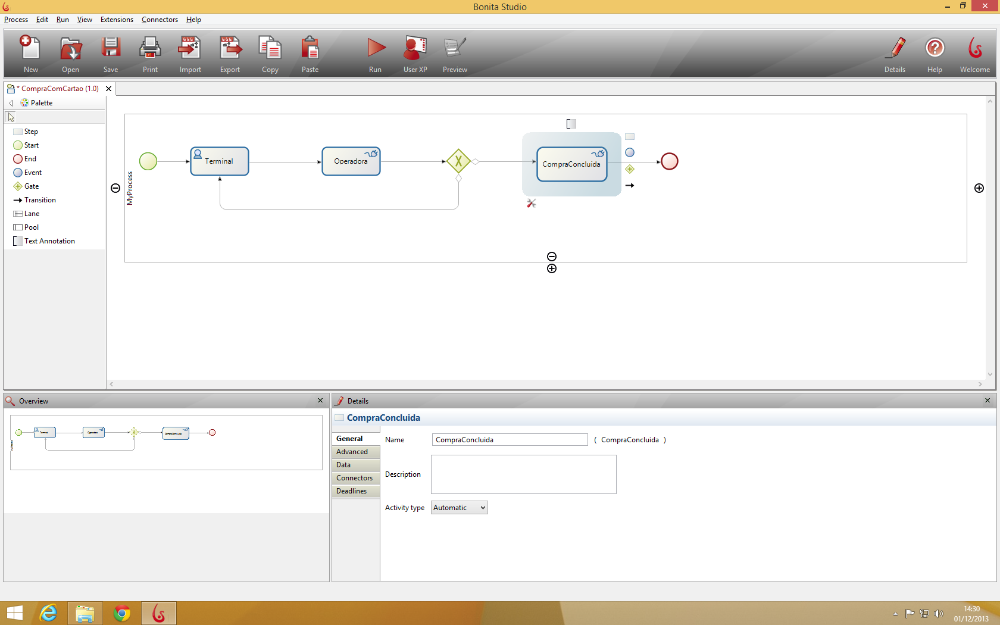 Bonita Studio
Process Edit Run View Extensions Connectors Help
New Open Save Print Import Export Copy Paste Run User XP Preview Details Help Welcome
* CompraComCartao (1.0)
Palette
Step
Start
End
Event
Gate
Transition
Lane
Pool
Text Annotation
MyProcess
Terminal
Operadora
CompraConcluida
Overview
Terminal
Operadora
CompraConcluida
Details
CompraConcluida
General
Advanced
Data
Connectors
Deadlines
Name CompraConcluida ( CompraConcluida )
Description
Activity type Automatic
14:30
01/12/2013